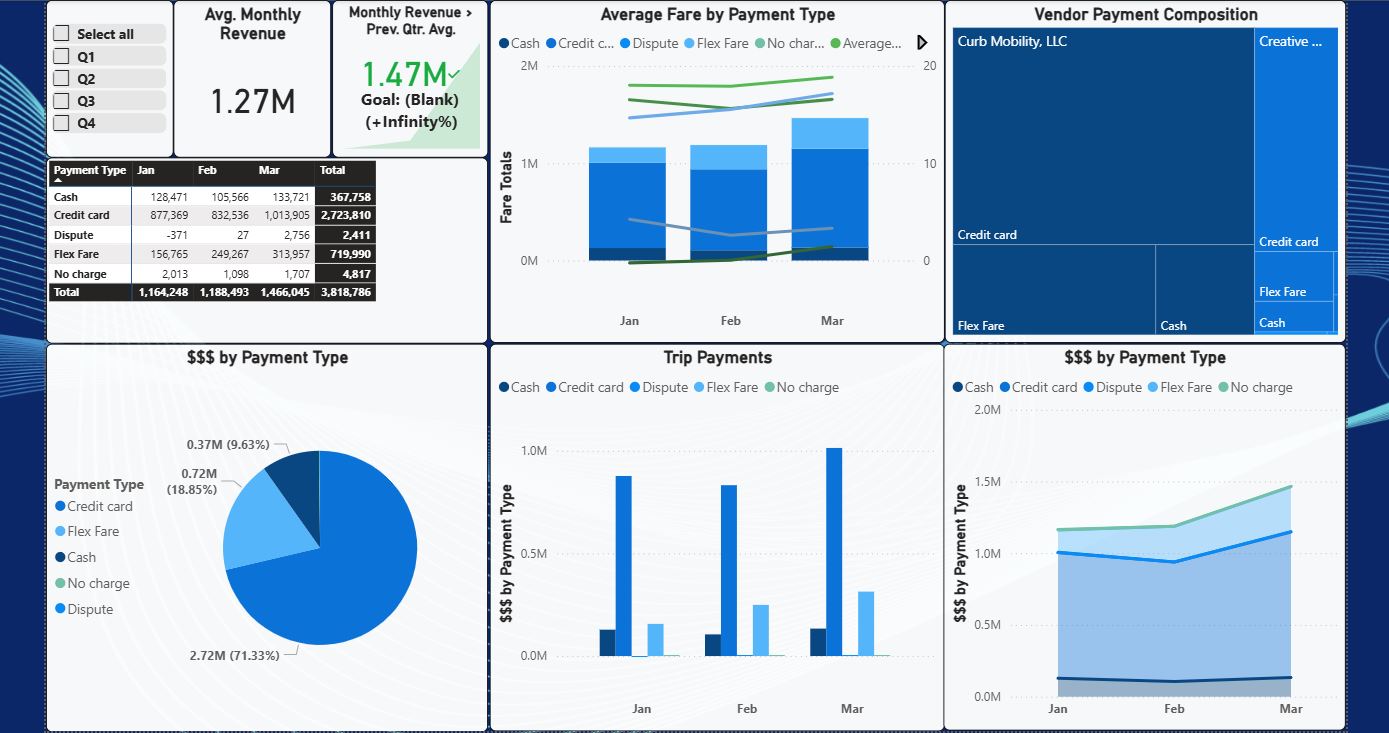 Select all
Q1
Q2
Q3
Q4
Avg. Monthly
Revenue
1.27M
Monthly Revenue >
Prev. Qtr. Avg.
1.47M
Goal: (Blank)
(+Infinity%)
Payment Type Jan Feb Mar Total
Cash 128,471 105,566 133,721 367,758
Credit card 877,369 832,536 1,013,905 2,723,810
Dispute -371 27 2,756 2,411
Flex Fare 156,765 249,267 313,957 719,990
No charge 2,013 1,098 1,707 4,817
Total 1,164,248 1,188,493 1,466,045 3,818,786
Average Fare by Payment Type
Cash Credit c... Dispute Flex Fare No char... Average...
2M 20
1M 10
0M 0
Fare Totals
Jan Feb Mar
Vendor Payment Composition
Curb Mobility, LLC
Creative ...
Credit card
Credit card
Flex Fare
Cash
Flex Fare
Cash
$$$ by Payment Type
0.37M (9.63%)
0.72M
(18.85%)
2.72M (71.33%)
Payment Type
Credit card
Flex Fare
Cash
No charge
Dispute
Trip Payments
Cash Credit card Dispute Flex Fare No charge
1.0M
0.5M
0.0M
$$$ by Payment Type
Jan Feb Mar
$$$ by Payment Type
Cash Credit card Dispute Flex Fare No charge
2.0M
1.5M
1.0M
0.5M
0.0M
$$$ by Payment Type
Jan Feb Mar